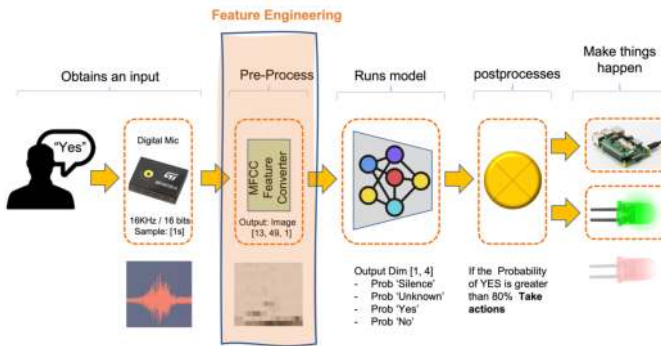 Feature Engineering
Obtains an input
Pre-Process
Runs model
postprocesses
Make things
happen
"Yes"
Digital Mic
MFCC
Feature
Converter
16KHz / 16 bits
Sample: [1s]
Output: Image
[13, 49, 1]
Output Dim [1, 4]
- Prob 'Silence'
- Prob 'Unknown'
- Prob 'Yes'
- Prob 'No'
If the Probability
of YES is greater
than 80% Take
actions